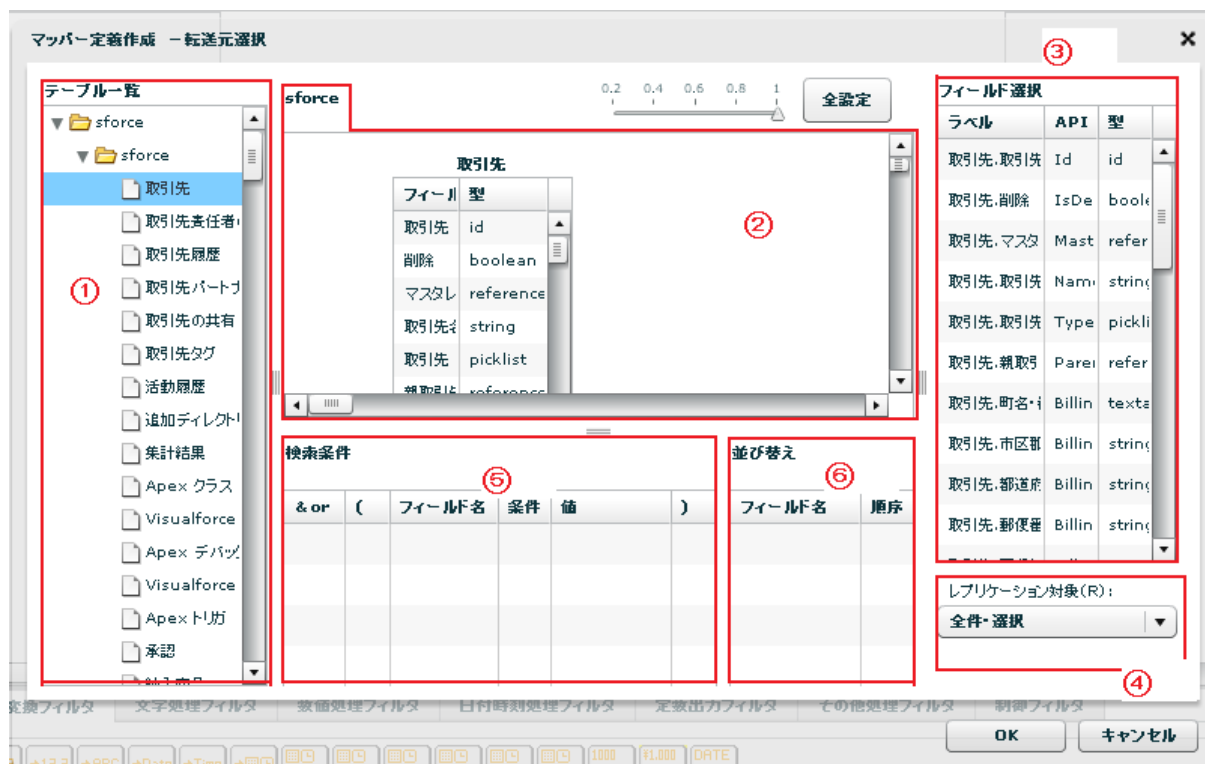 マッパー定義作成 －転送元選択
③
テーブル一覧
sforce
sforce
取引先
取引先責任者
取引先履歴
取引先パートナ
取引先の共有
取引先タグ
活動履歴
追加ディレクトリ
集計結果
Apex クラス
Visualforce
Apex デバッグ
Visualforce
Apex トリガ
承認
①
sforce
0.2 0.4 0.6 0.8 1
全設定
取引先
フィール 型
取引先 id
削除 boolean
マスタレ reference
取引先名 string
取引先 picklist
親取引先 reference
②
フィールド選択
ラベル API 型
取引先.取引先 Id id
取引先.削除 IsDe boole
取引先.マスタ Mast refer
取引先.取引先 Nam string
取引先.取引先 Type pickli
取引先.親取引 Pare refer
取引先.町名・ Billin texta
取引先.市区郡 Billin string
取引先.都道府 Billin string
取引先.郵便番 Billin string
検索条件
⑤
& or ( フィールド名 条件 値 )
並び替え
⑥
フィールド名 順序
レプリケーション対象(R):
全件・選択
④
変換フィルタ 文字処理フィルタ 数値処理フィルタ 日付時刻処理フィルタ 定数出力フィルタ その他処理フィルタ 制御フィルタ
OK キャンセル
→12.3 →ABC →Date →Time 1000 ¥1,000 DATE